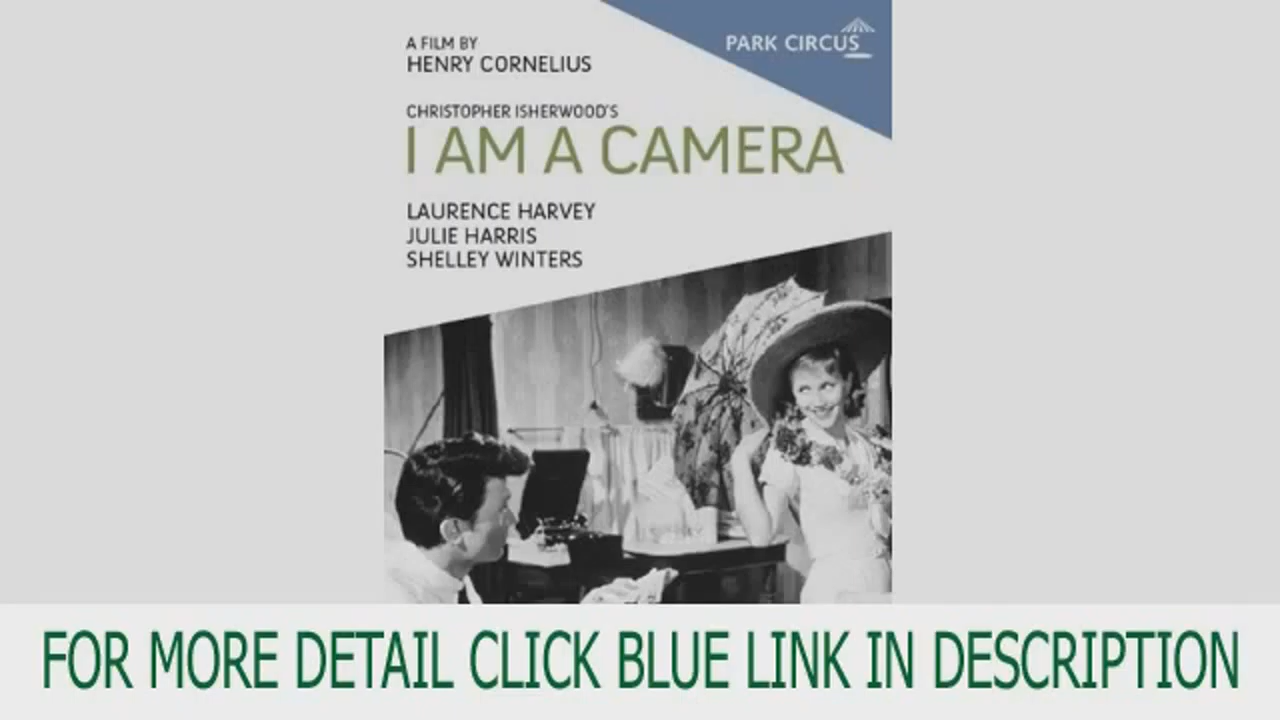 A FILM BY
HENRY CORNELIUS
PARK CIRCUS
CHRISTOPHER ISHERWOOD'S
I AM A CAMERA
LAURENCE HARVEY
JULIE HARRIS
SHELLEY WINTERS
FOR MORE DETAIL CLICK BLUE LINK IN DESCRIPTION